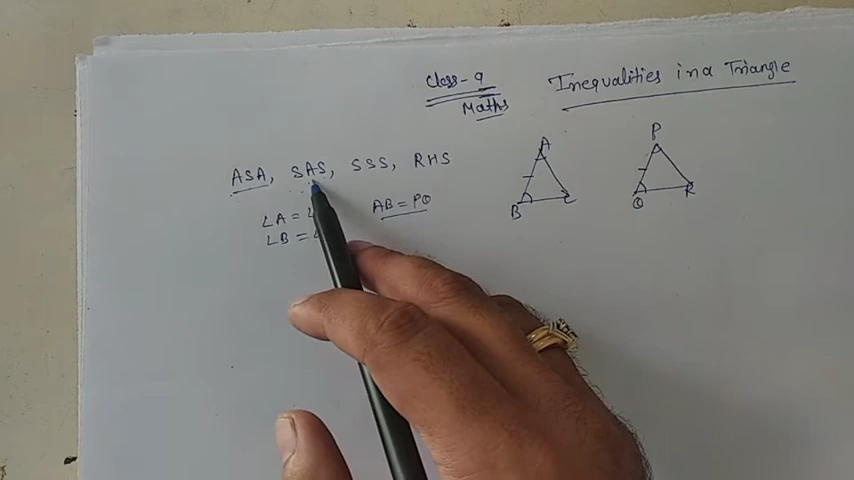 Class-9
Maths
Inequalities in a Triangle
ASA, SAS, SSS, RHS
∠A =
∠B =
AB = PQ
A
B
C
P
Q
R